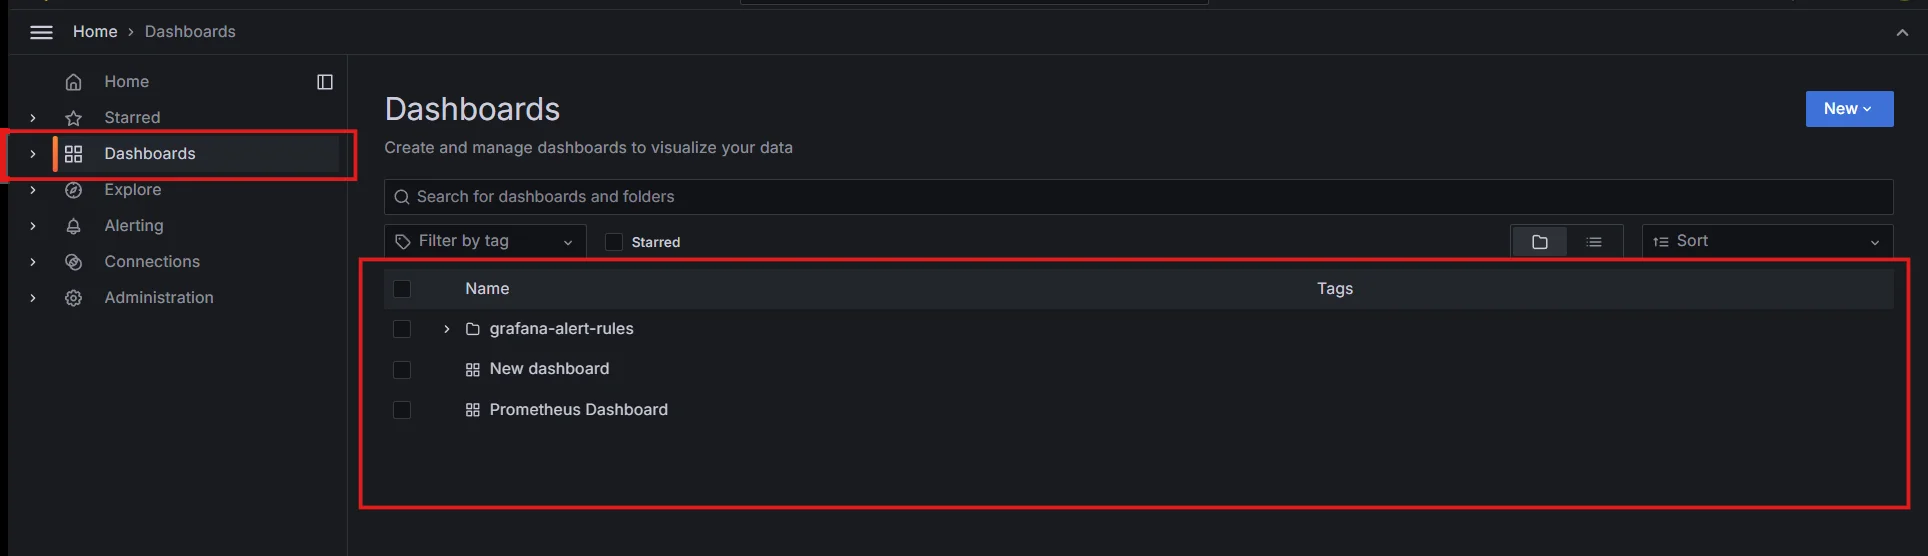 Home > Dashboards
Home
Starred
Dashboards
Explore
Alerting
Connections
Administration
Dashboards
New
Create and manage dashboards to visualize your data
Search for dashboards and folders
Filter by tag
Starred
Sort
Name Tags
grafana-alert-rules
New dashboard
Prometheus Dashboard